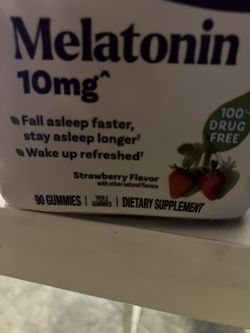 Melatonin
10mg^
Fall asleep faster,
stay asleep longer†
Wake up refreshed†
100%
DRUG
FREE
Strawberry Flavor
with other natural flavors
90 GUMMIES
GUMMIES
DIETARY SUPPLEMENT